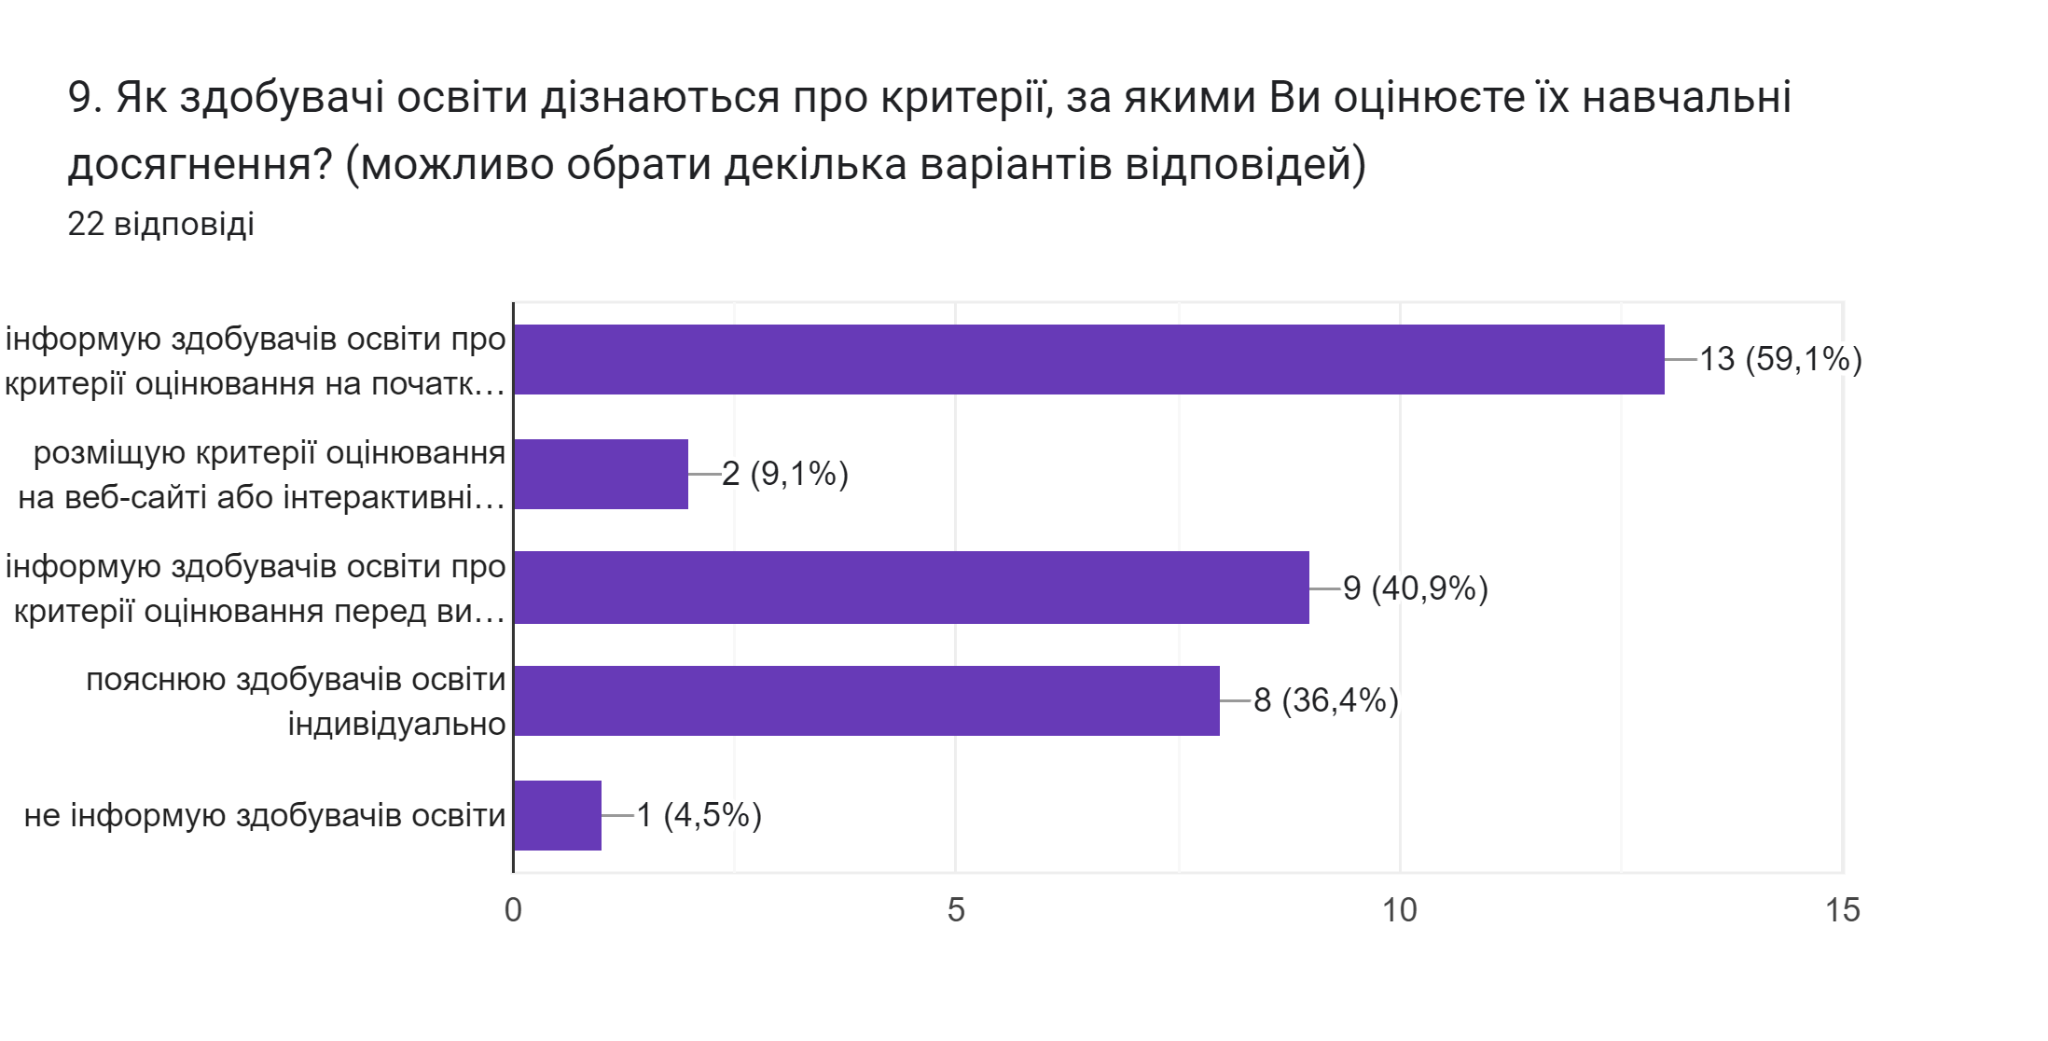 9. Як здобувачі освіти дізнаються про критерії, за якими Ви оцінюєте їх навчальні
досягнення? (можливо обрати декілька варіантів відповідей)
22 відповіді
інформую здобувачів освіти про
критерії оцінювання на початк…
13 (59,1%)
розміщую критерії оцінювання
на веб-сайті або інтерактивні…
2 (9,1%)
інформую здобувачів освіти про
критерії оцінювання перед ви…
9 (40,9%)
пояснюю здобувачів освіти
індивідуально
8 (36,4%)
не інформую здобувачів освіти
1 (4,5%)
0 5 10 15